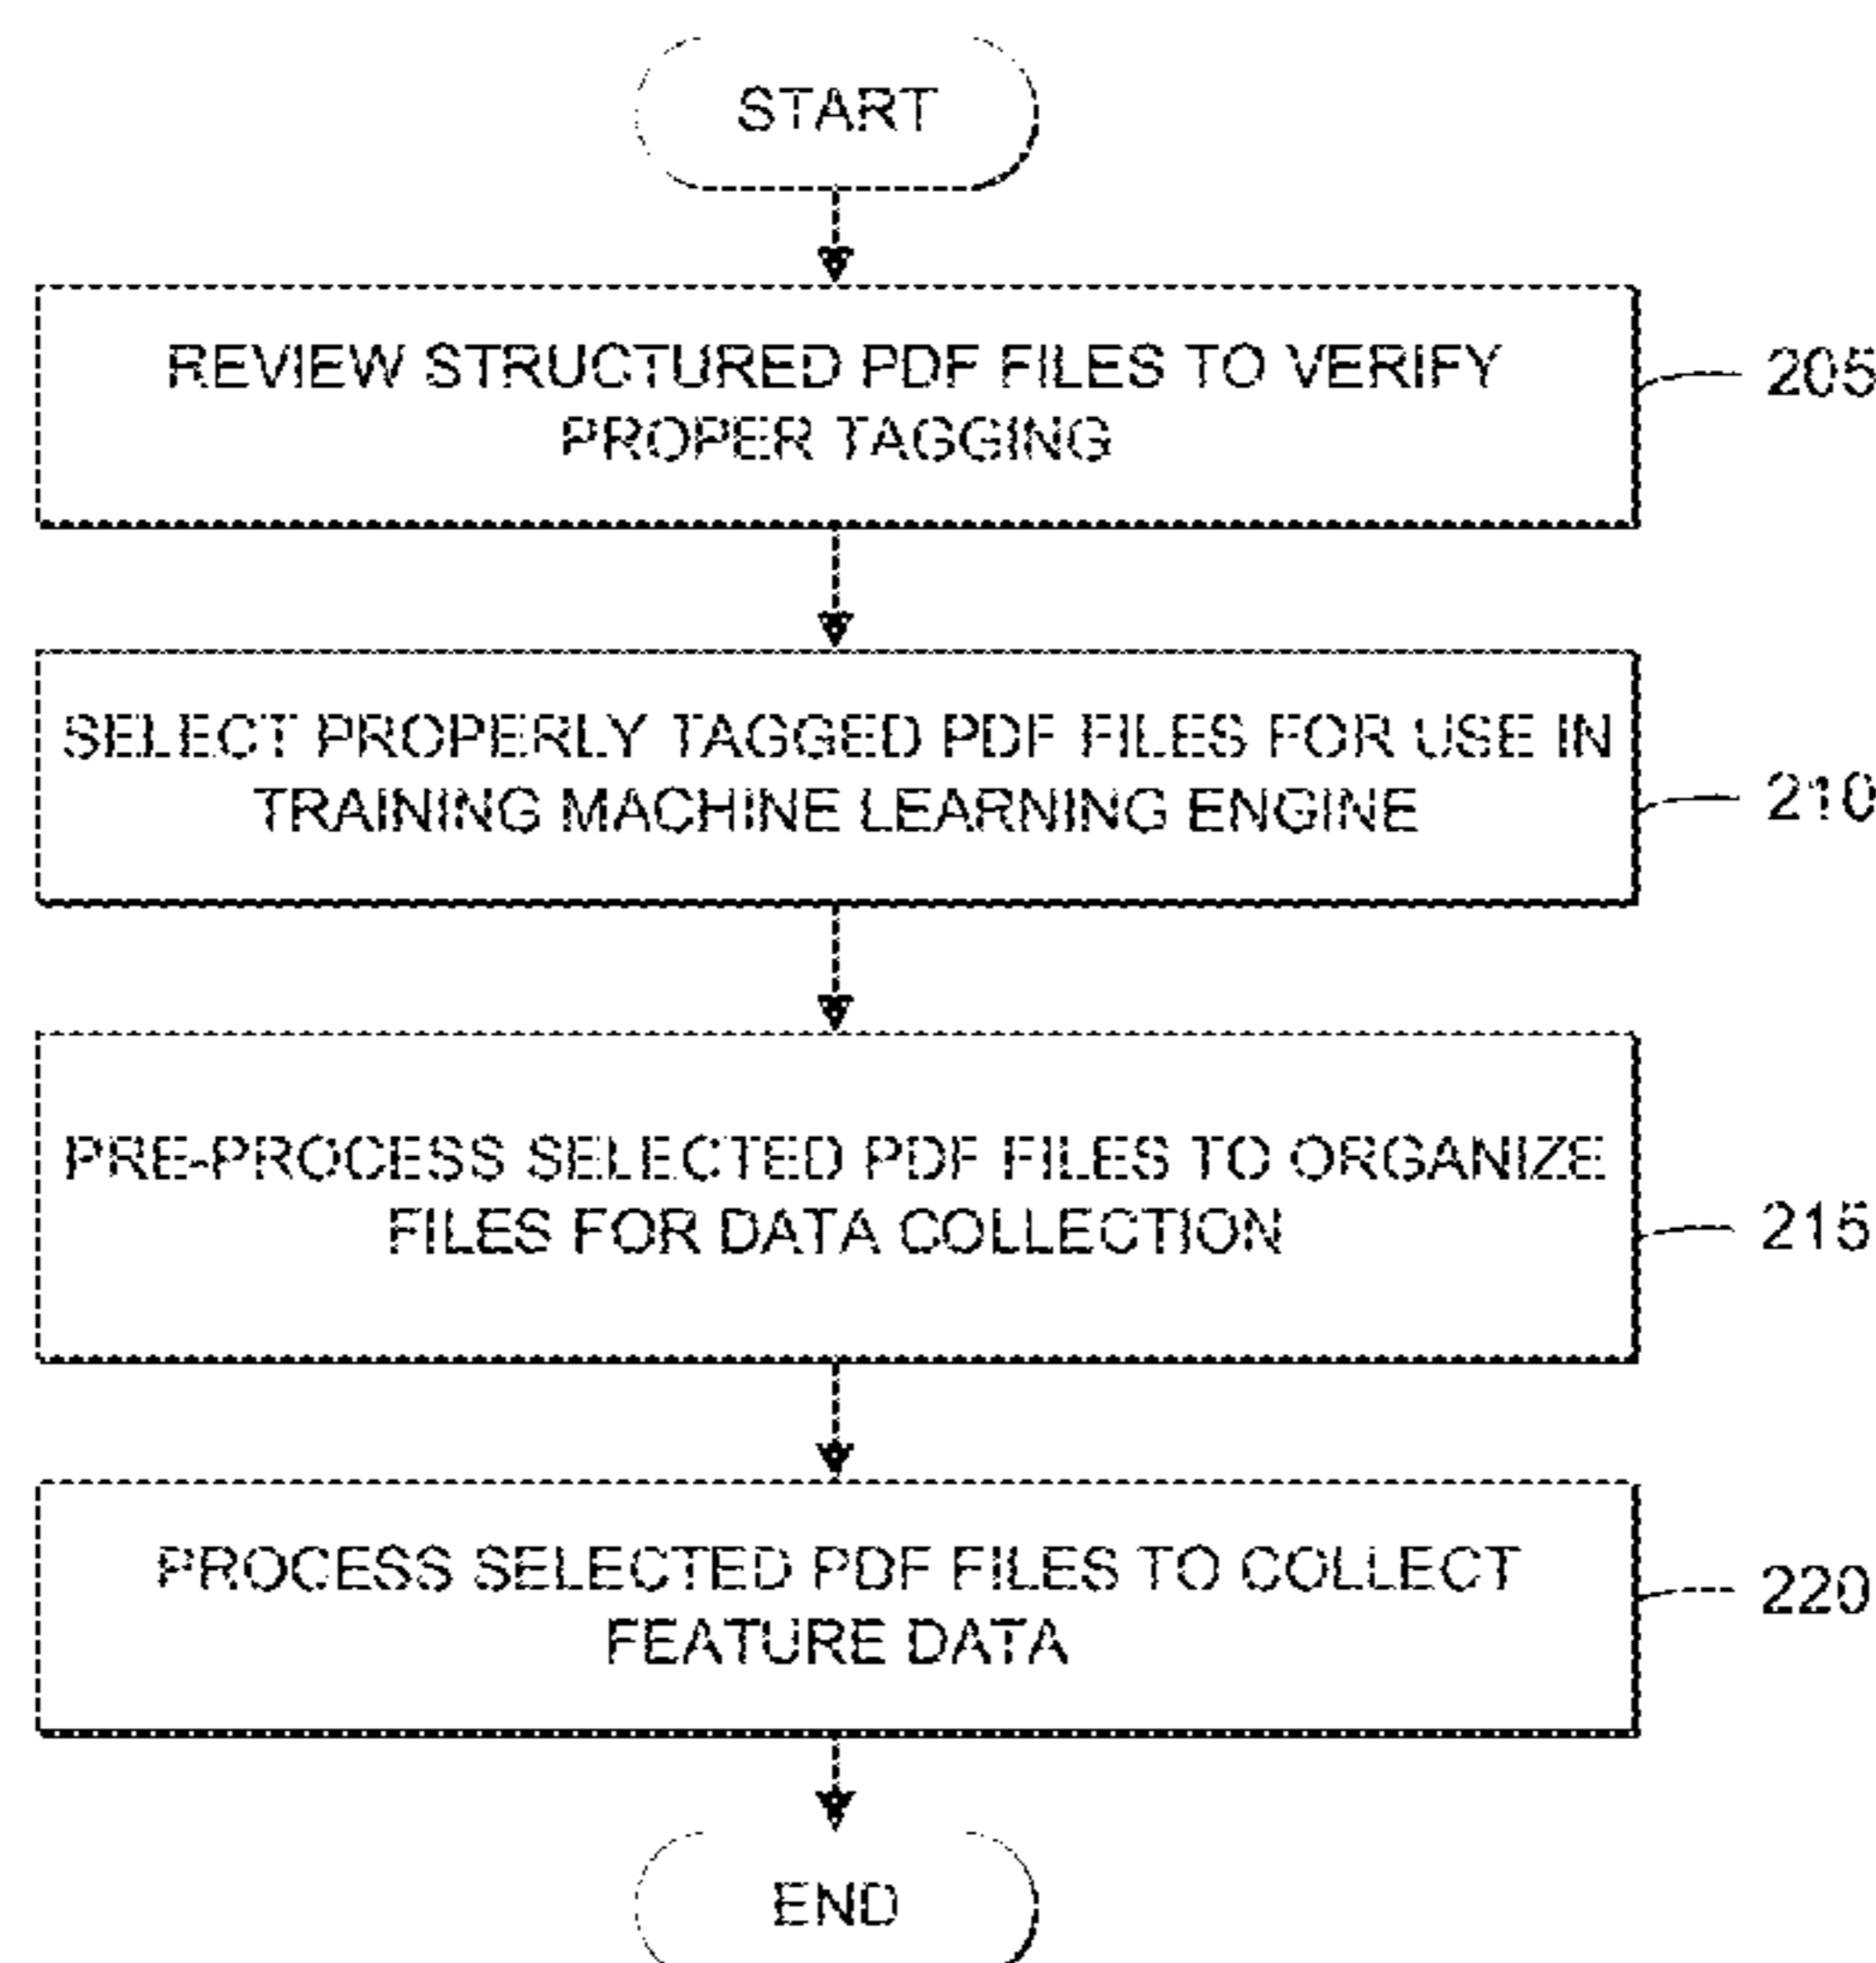 START
REVIEW STRUCTURED PDF FILES TO VERIFY
PROPER TAGGING
205
SELECT PROPERLY TAGGED PDF FILES FOR USE IN
TRAINING MACHINE LEARNING ENGINE
210
PRE-PROCESS SELECTED PDF FILES TO ORGANIZE
FILES FOR DATA COLLECTION
215
PROCESS SELECTED PDF FILES TO COLLECT
FEATURE DATA
220
END